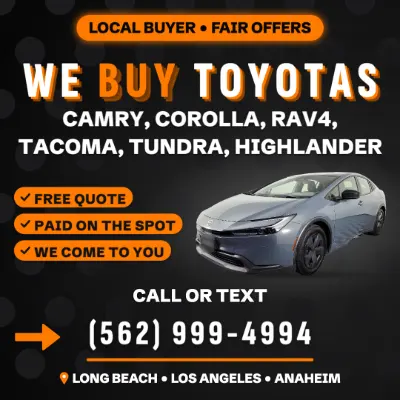 LOCAL BUYER • FAIR OFFERS
WE BUY TOYOTAS
CAMRY, COROLLA, RAV4,
TACOMA, TUNDRA, HIGHLANDER
FREE QUOTE
PAID ON THE SPOT
WE COME TO YOU
CALL OR TEXT
(562) 999-4994
LONG BEACH • LOS ANGELES • ANAHEIM